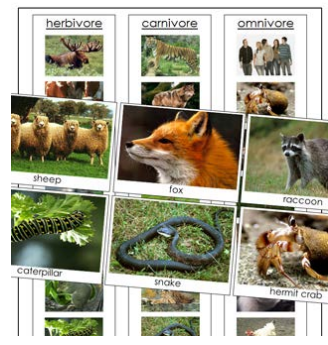 herbivore
carnivore
omnivore
sheep
fox
raccoon
caterpillar
snake
hermit crab